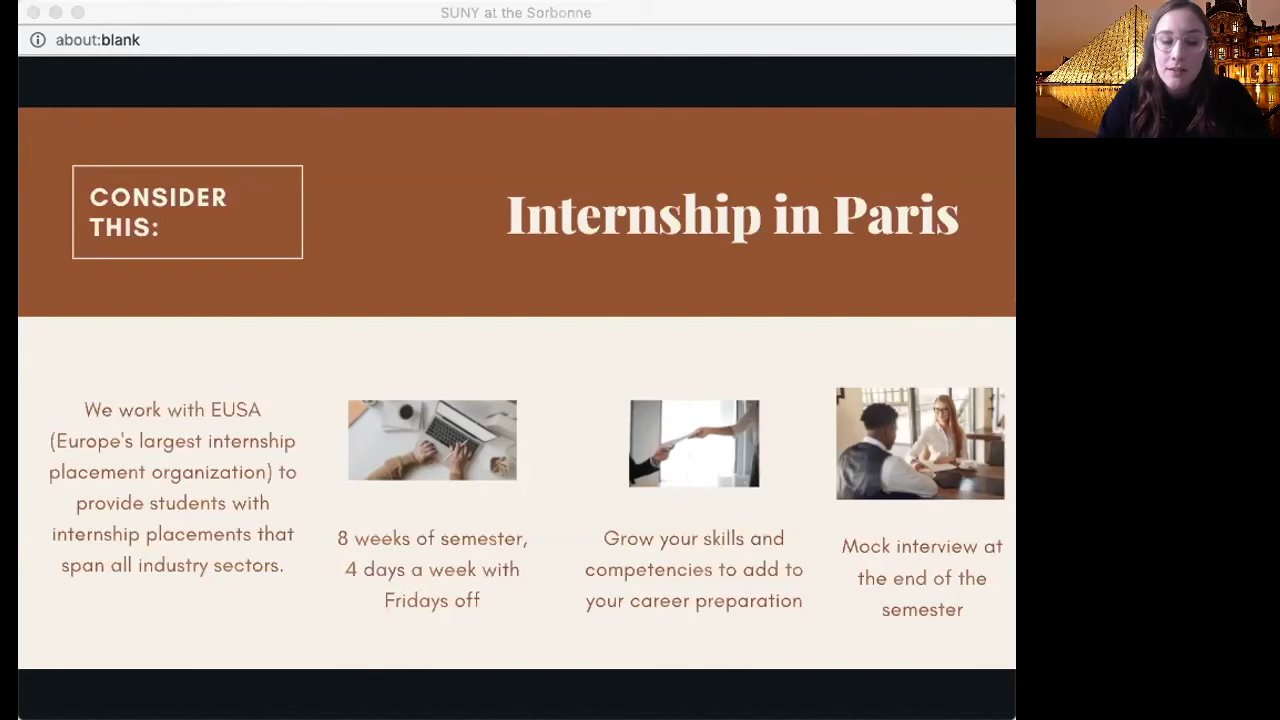 SUNY at the Sorbonne
about:blank
CONSIDER
THIS:
Internship in Paris
We work with EUSA
(Europe's largest internship
placement organization) to
provide students with
internship placements that
span all industry sectors.
8 weeks of semester,
4 days a week with
Fridays off
Grow your skills and
competencies to add to
your career preparation
Mock interview at
the end of the
semester